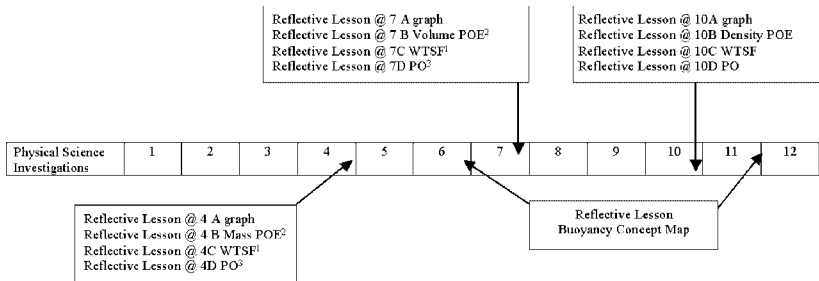 Reflective Lesson @ 7 A graph
Reflective Lesson @ 7 B Volume POE²
Reflective Lesson @ 7C WTSF¹
Reflective Lesson @ 7D PO³
Reflective Lesson @ 10A graph
Reflective Lesson @ 10B Density POE
Reflective Lesson @ 10C WTSF
Reflective Lesson @ 10D PO
Physical Science Investigations 1 2 3 4 5 6 7 8 9 10 11 12
Reflective Lesson @ 4 A graph
Reflective Lesson @ 4 B Mass POE²
Reflective Lesson @ 4C WTSF¹
Reflective Lesson @ 4D PO³
Reflective Lesson
Buoyancy Concept Map